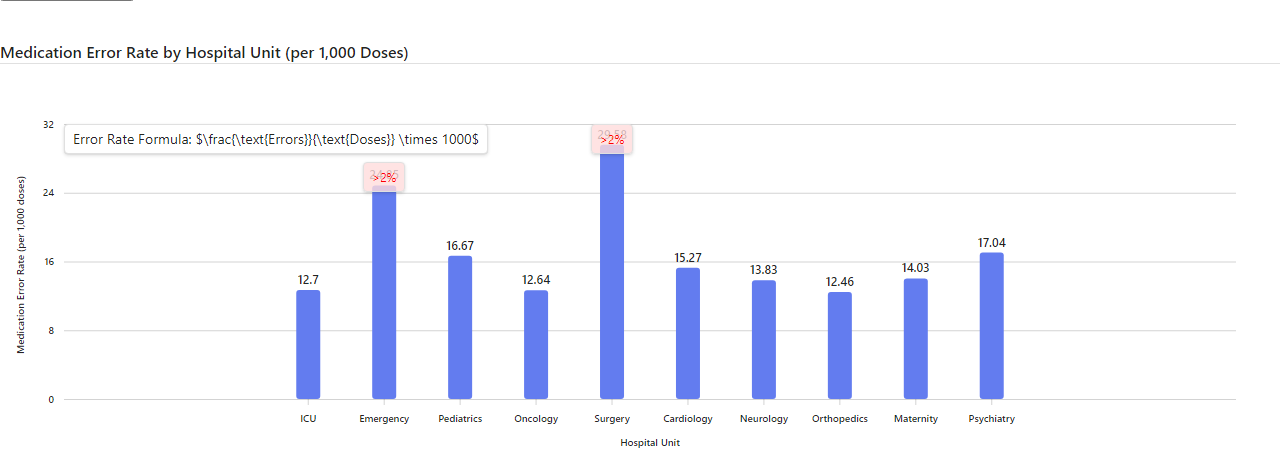 Medication Error Rate by Hospital Unit (per 1,000 Doses)
Error Rate Formula: $\frac{\text{Errors}}{\text{Doses}} \times 1000$
Medication Error Rate (per 1,000 doses)
32
24
16
8
0
12.7
>2%
16.67
12.64
29.58
>2%
15.27
13.83
12.46
14.03
17.04
ICU
Emergency
Pediatrics
Oncology
Surgery
Cardiology
Neurology
Orthopedics
Maternity
Psychiatry
Hospital Unit